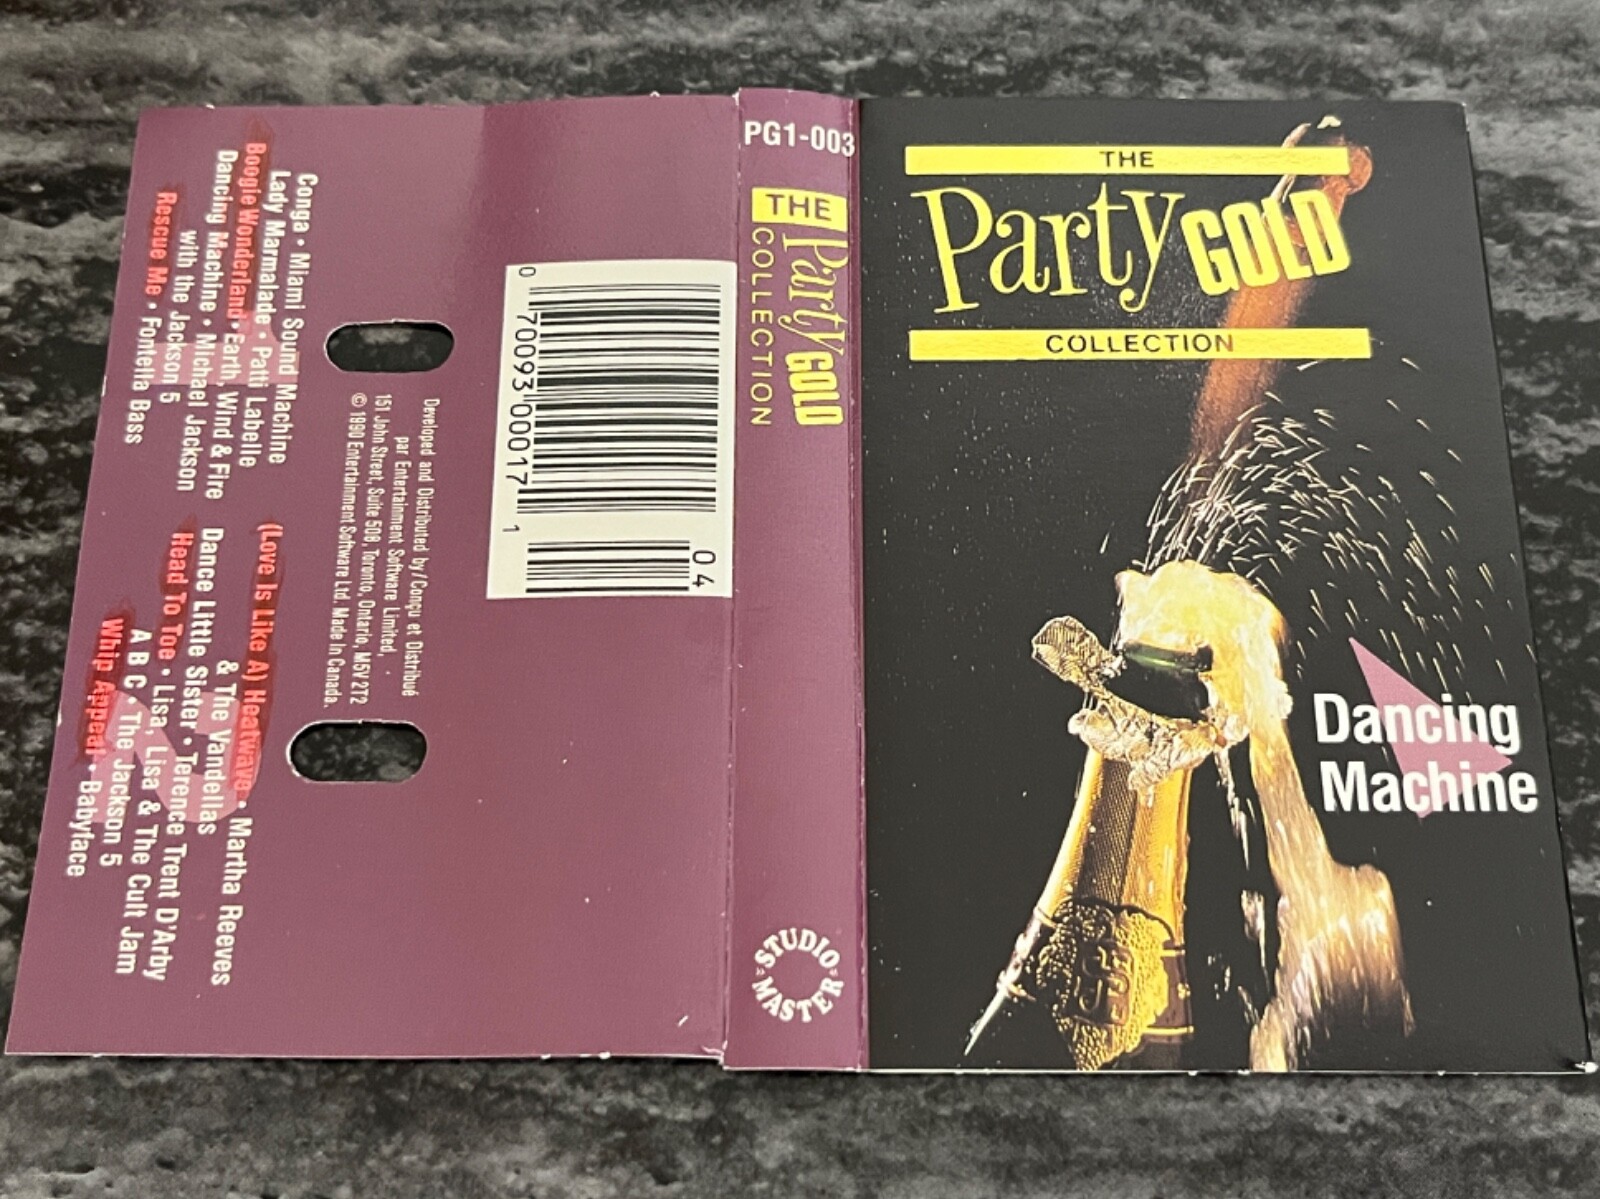 Conga • Miami Sound Machine
Lady Marmalade • Patti Labelle
Boogie Wonderland • Earth, Wind & Fire
Dancing Machine • Michael Jackson
with the Jackson 5
Rescue Me • Fontella Bass
(Love Is Like A) Heatwave • Martha Reeves
& The Vandellas
Dance Little Sister • Terence Trent D'Arby
Head To Toe • Lisa, Lisa & The Cult Jam
A B C • The Jackson 5
Whip Appeal • Babyface
Developed and Distributed by/Conçu et Distribué
par Entertainment Software Limited,
151 John Street, Suite 508, Toronto, Ontario, M5V 2T2
© 1990 Entertainment Software Ltd. Made In Canada.
0 70093 00017 1
04
PG1-003
THE
Party GOLD
COLLECTION
STUDIO
MASTER
THE
Party GOLD
COLLECTION
Dancing
Machine